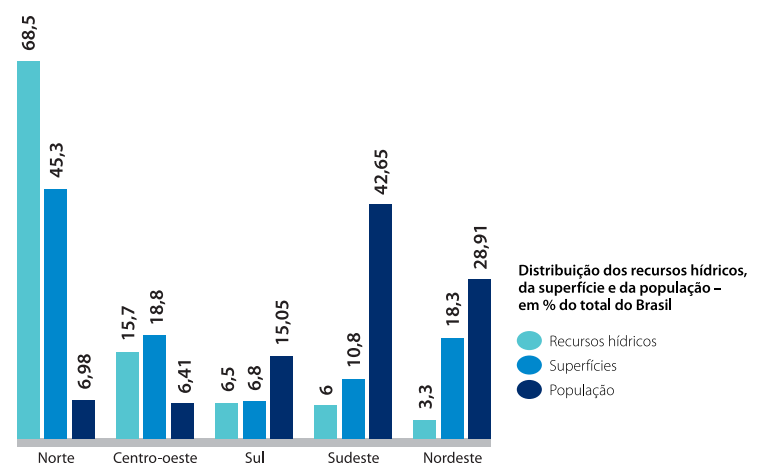 68,5
45,3
6,98
15,7
18,8
6,41
6,5
6,8
15,05
6
10,8
42,65
3,3
18,3
28,91
Norte
Centro-oeste
Sul
Sudeste
Nordeste
Distribuição dos recursos hídricos,
da superfície e da população –
em % do total do Brasil
Recursos hídricos
Superfícies
População